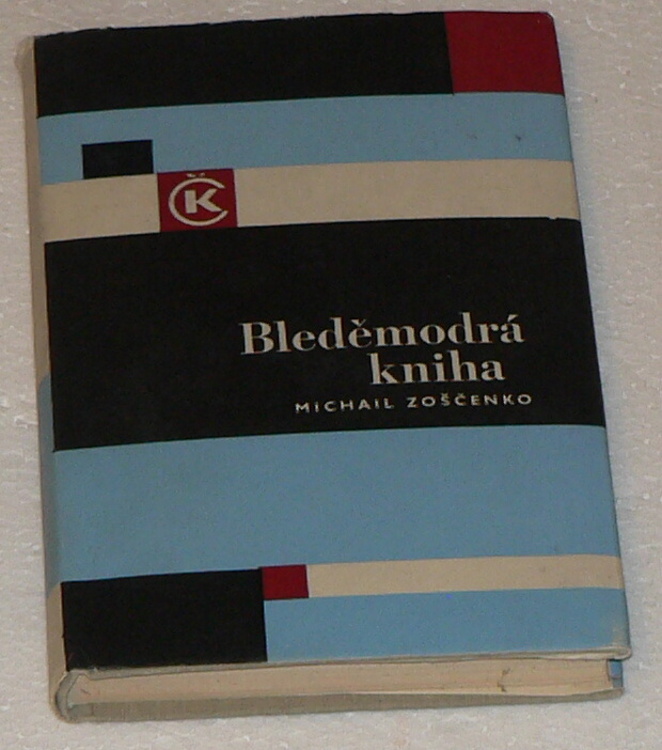 ČK
Bleděmodrá
kniha
MICHAIL ZOŠČENKO